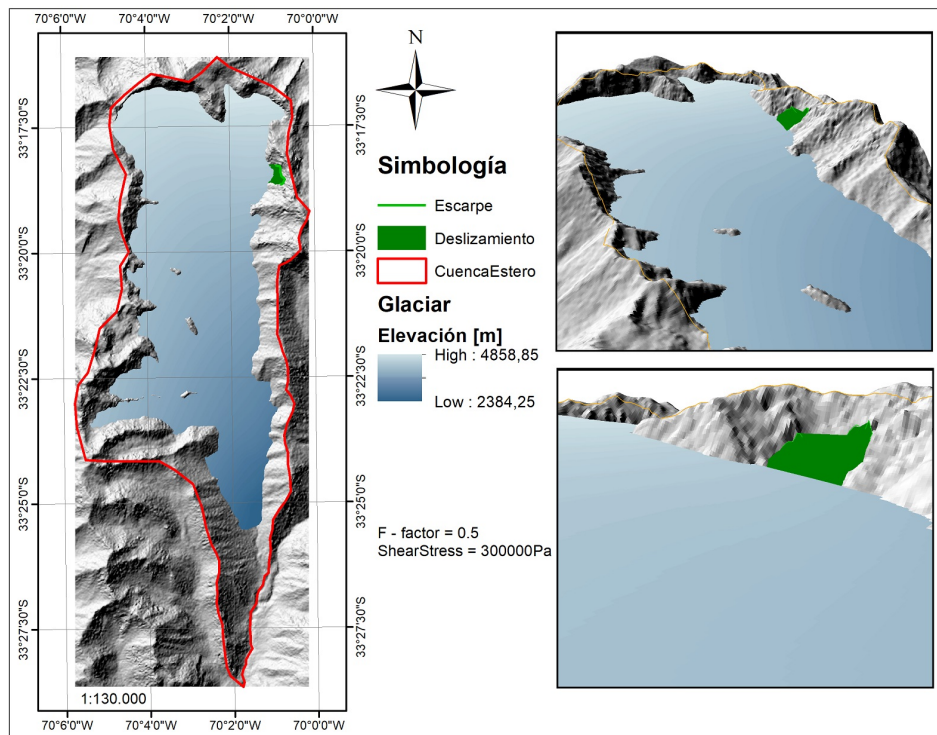 70°6'0"W 70°4'0"W 70°2'0"W 70°0'0"W
N
33°17'30"S 33°17'30"S
33°20'0"S 33°20'0"S
33°22'30"S 33°22'30"S
33°25'0"S 33°25'0"S
33°27'30"S 33°27'30"S
1:130.000
70°6'0"W 70°4'0"W 70°2'0"W 70°0'0"W
Simbología
Escarpe
Deslizamiento
CuencaEstero
Glaciar
Elevación [m]
High : 4858,85
Low : 2384,25
F - factor = 0.5
ShearStress = 300000Pa